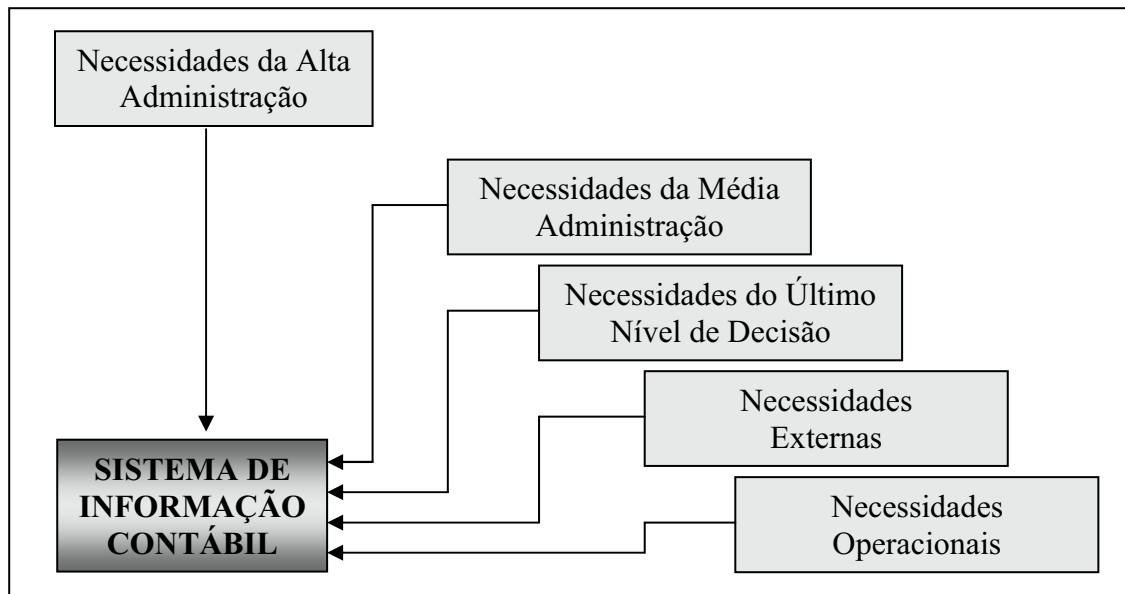 Necessidades da Alta
Administração
Necessidades da Média
Administração
Necessidades do Último
Nível de Decisão
Necessidades
Externas
SISTEMA DE
INFORMAÇÃO
CONTÁBIL
Necessidades
Operacionais